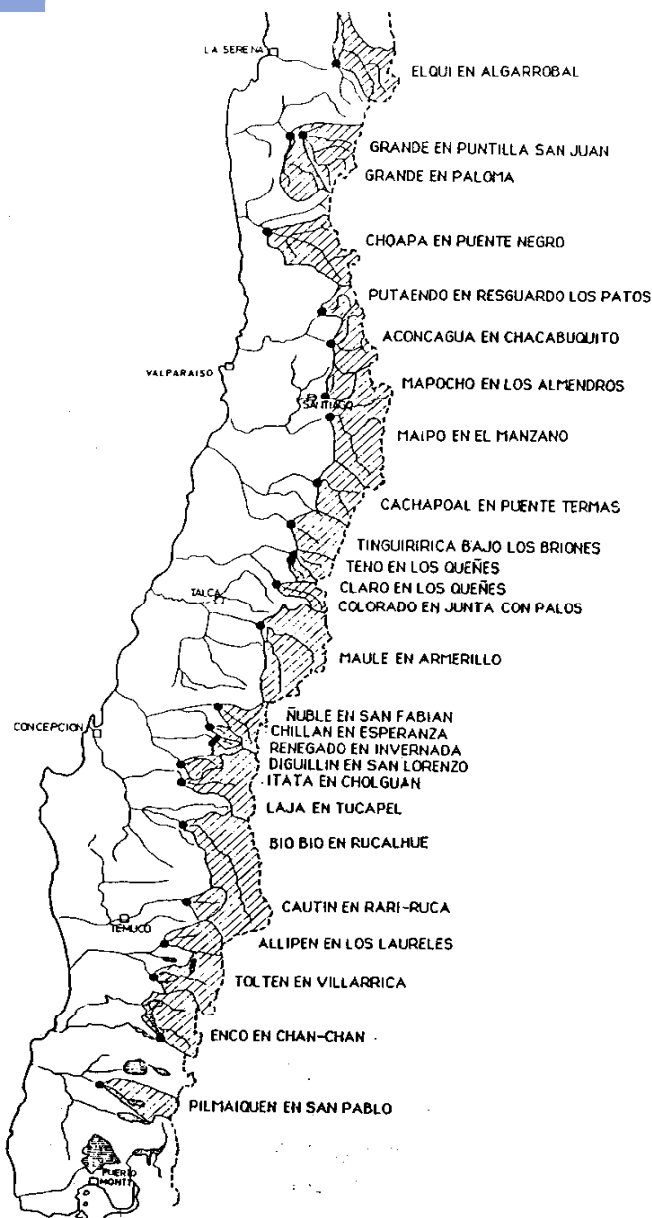 LA SERENA
ELQUI EN ALGARROBAL
GRANDE EN PUNTILLA SAN JUAN
GRANDE EN PALOMA
CHOAPA EN PUENTE NEGRO
PUTAENDO EN RESGUARDO LOS PATOS
ACONCAGUA EN CHACABUQUITO
VALPARAISO
MAPOCHO EN LOS ALMENDROS
SANTIAGO
MAIPO EN EL MANZANO
CACHAPOAL EN PUENTE TERMAS
TINGUIRIRICA BAJO LOS BRIONES
TENO EN LOS QUEÑES
CLARO EN LOS QUEÑES
TALCA
COLORADO EN JUNTA CON PALOS
MAULE EN ARMERILLO
ÑUBLE EN SAN FABIAN
CONCEPCION
CHILLAN EN ESPERANZA
RENEGADO EN INVERNADA
DIGUILLIN EN SAN LORENZO
ITATA EN CHOLGUAN
LAJA EN TUCAPEL
BIO BIO EN RUCALHUE
CAUTIN EN RARI-RUCA
TEMUCO
ALLIPEN EN LOS LAURELES
TOLTEN EN VILLARRICA
ENCO EN CHAN-CHAN
PILMAIQUEN EN SAN PABLO
PUERTO
MONTT